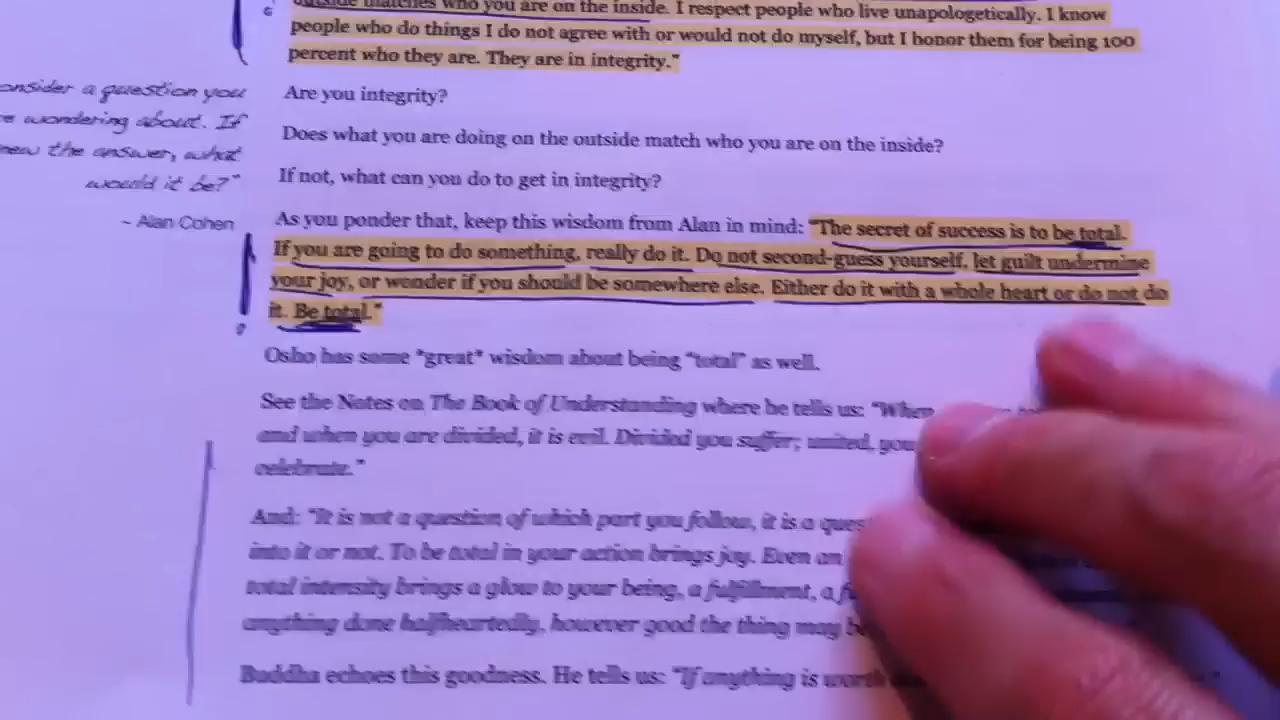 outside matches who you are on the inside. I respect people who live unapologetically. I know
people who do things I do not agree with or would not do myself, but I honor them for being 100
percent who they are. They are in integrity."
onsider a question you
e wondering about. If
new the answer, what
would it be?"
~ Alan Cohen
Are you integrity?
Does what you are doing on the outside match who you are on the inside?
If not, what can you do to get in integrity?
As you ponder that, keep this wisdom from Alan in mind: "The secret of success is to be total.
If you are going to do something, really do it. Do not second-guess yourself, let guilt undermine
your joy, or wonder if you should be somewhere else. Either do it with a whole heart or do not do
it. Be total."
Osho has some *great* wisdom about being "total" as well.
See the Notes on The Book of Understanding where he tells us: "When
and when you are divided, it is evil. Divided you suffer; united, you
celebrate."
And: "It is not a question of which part you follow, it is a ques
into it or not. To be total in your action brings joy. Even an
total intensity brings a glow to your being, a fulfillment, a f
anything done halfheartedly, however good the thing may b
Buddha echoes this goodness. He tells us: "If anything is worth